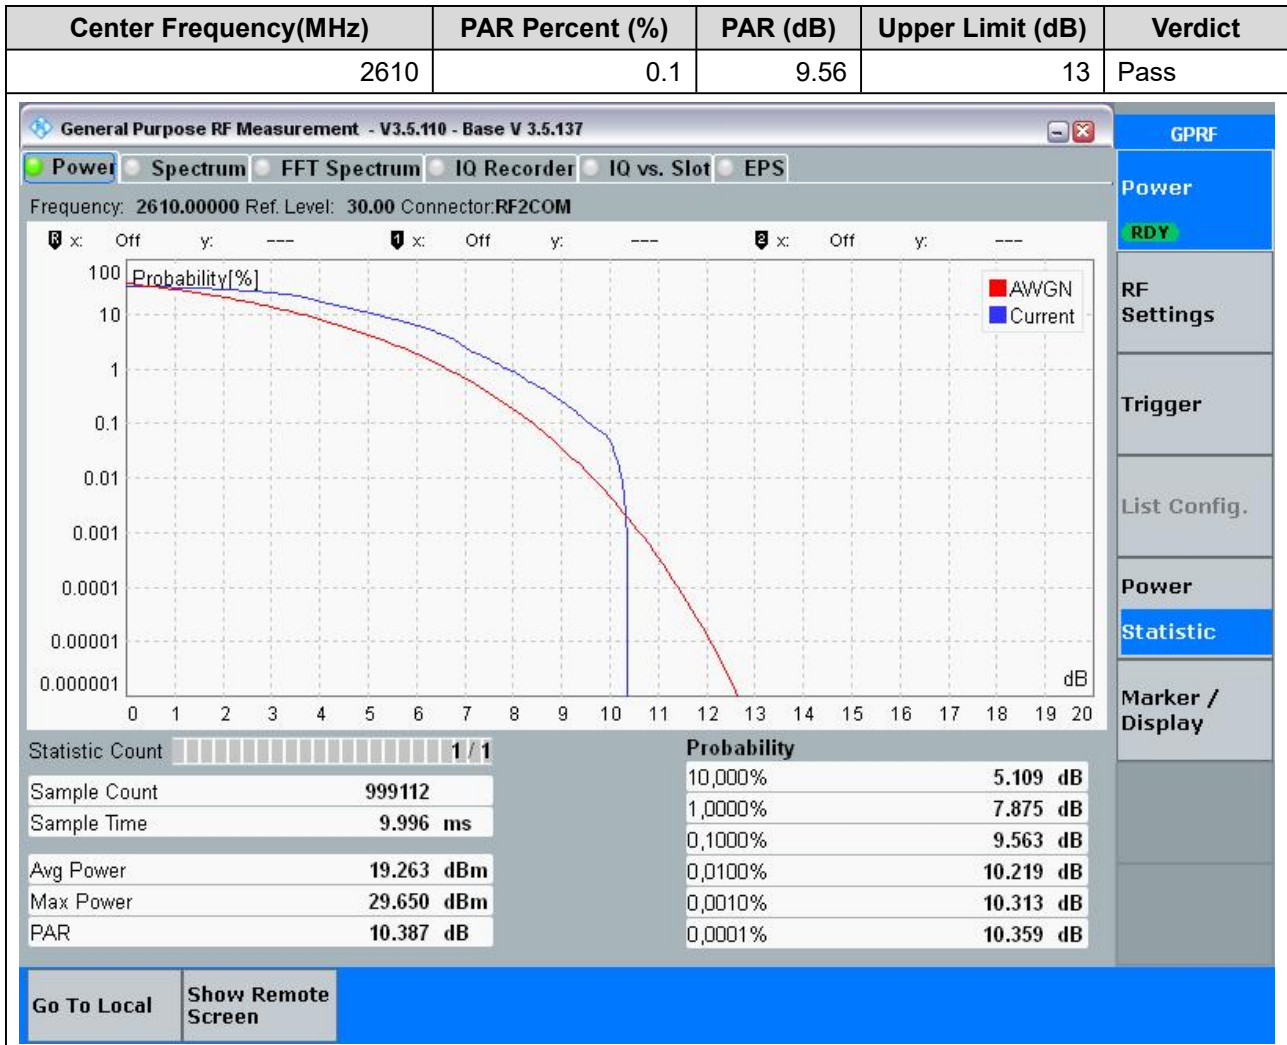 Center Frequency(MHz) PAR Percent (%) PAR (dB) Upper Limit (dB) Verdict
2610 0.1 9.56 13 Pass
General Purpose RF Measurement - V3.5.110 - Base V 3.5.137
GPRF
Power Spectrum FFT Spectrum IQ Recorder IQ vs. Slot EPS
Frequency: 2610.00000 Ref. Level: 30.00 Connector:RF2COM
R x: Off y: --- 1 x: Off y: --- 2 x: Off y: ---
Probability[%]
AWGN
Current
100
10
1
0.1
0.01
0.001
0.0001
0.00001
0.000001
dB
0 1 2 3 4 5 6 7 8 9 10 11 12 13 14 15 16 17 18 19 20
Statistic Count 1 / 1
Sample Count 999112
Sample Time 9.996 ms
Avg Power 19.263 dBm
Max Power 29.650 dBm
PAR 10.387 dB
Probability
10,000% 5.109 dB
1,0000% 7.875 dB
0,1000% 9.563 dB
0,0100% 10.219 dB
0,0010% 10.313 dB
0,0001% 10.359 dB
Power
RDY
RF
Settings
Trigger
List Config.
Power
Statistic
Marker /
Display
Go To Local
Show Remote
Screen